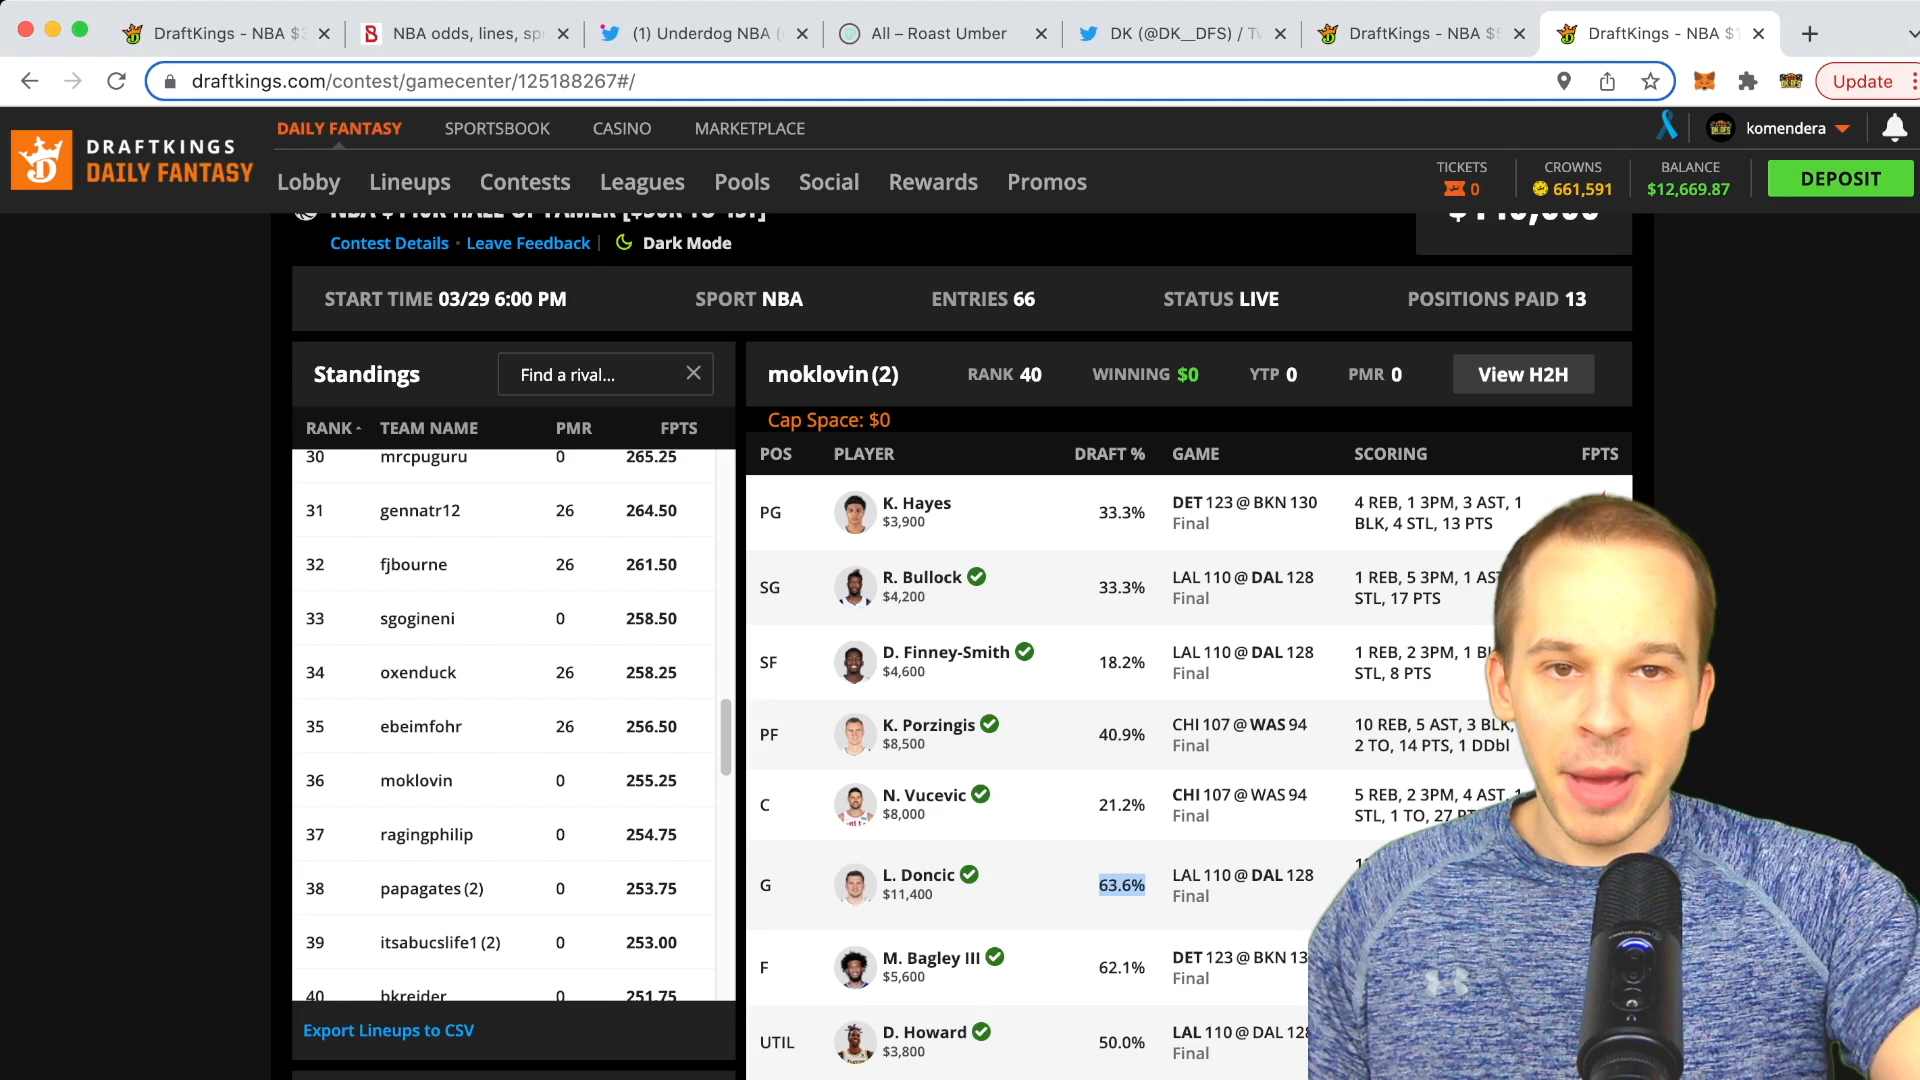 DraftKings - NBA $3
NBA odds, lines, sp
(1) Underdog NBA (
All – Roast Umber
DK (@DK__DFS) / Tw
DraftKings - NBA $
DraftKings - NBA $1
draftkings.com/contest/gamecenter/125188267#/
Update
DRAFTKINGS
DAILY FANTASY
DAILY FANTASY SPORTSBOOK CASINO MARKETPLACE
komendera
Lobby Lineups Contests Leagues Pools Social Rewards Promos
TICKETS
0
CROWNS
661,591
BALANCE
$12,669.87
DEPOSIT
Contest Details • Leave Feedback | Dark Mode
START TIME 03/29 6:00 PM SPORT NBA ENTRIES 66 STATUS LIVE POSITIONS PAID 13
Standings
Find a rival...
RANK TEAM NAME PMR FPTS
30 mrcpuguru 0 265.25
31 gennatr12 26 264.50
32 fjbourne 26 261.50
33 sgogineni 0 258.50
34 oxenduck 26 258.25
35 ebeimfohr 26 256.50
36 moklovin 0 255.25
37 ragingphilip 0 254.75
38 papagates (2) 0 253.75
39 itsabucslife1 (2) 0 253.00
40 bkreider 0 251.75
Export Lineups to CSV
moklovin (2) RANK 40 WINNING $0 YTP 0 PMR 0 View H2H
Cap Space: $0
POS PLAYER DRAFT % GAME SCORING FPTS
PG K. Hayes $3,900 33.3% DET 123 @ BKN 130 Final 4 REB, 1 3PM, 3 AST, 1
BLK, 4 STL, 13 PTS
SG R. Bullock $4,200 33.3% LAL 110 @ DAL 128 Final 1 REB, 5 3PM, 1 AST
STL, 17 PTS
SF D. Finney-Smith $4,600 18.2% LAL 110 @ DAL 128 Final 1 REB, 2 3PM, 1 BL
STL, 8 PTS
PF K. Porzingis $8,500 40.9% CHI 107 @ WAS 94 Final 10 REB, 5 AST, 3 BLK,
2 TO, 14 PTS, 1 DDbl
C N. Vucevic $8,000 21.2% CHI 107 @ WAS 94 Final 5 REB, 2 3PM, 4 AST, 1
STL, 1 TO, 27 PT
G L. Doncic $11,400 63.6% LAL 110 @ DAL 128 Final
F M. Bagley III $5,600 62.1% DET 123 @ BKN 13 Final
UTIL D. Howard $3,800 50.0% LAL 110 @ DAL 128 Final